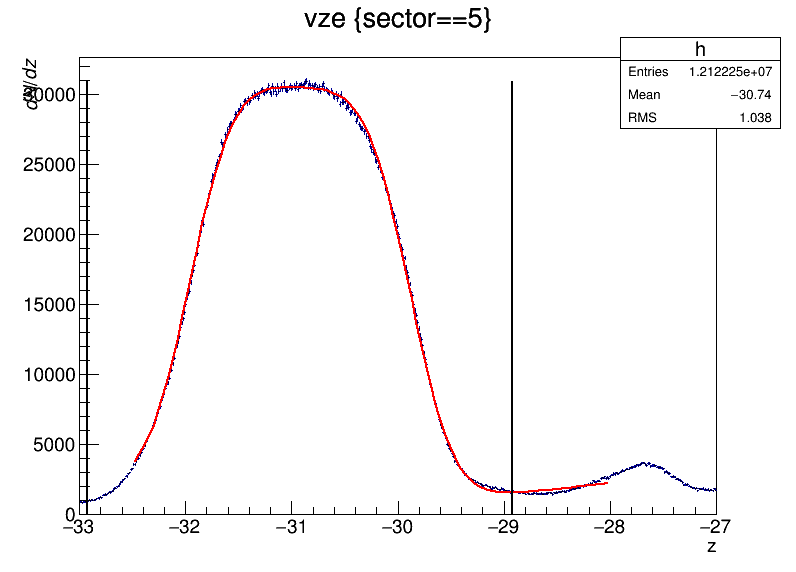 vze {sector==5}
h
Entries 1.212225e+07
Mean −30.74
RMS 1.038
30000
25000
20000
15000
10000
5000
0
−33 −32 −31 −30 −29 −28 −27
z